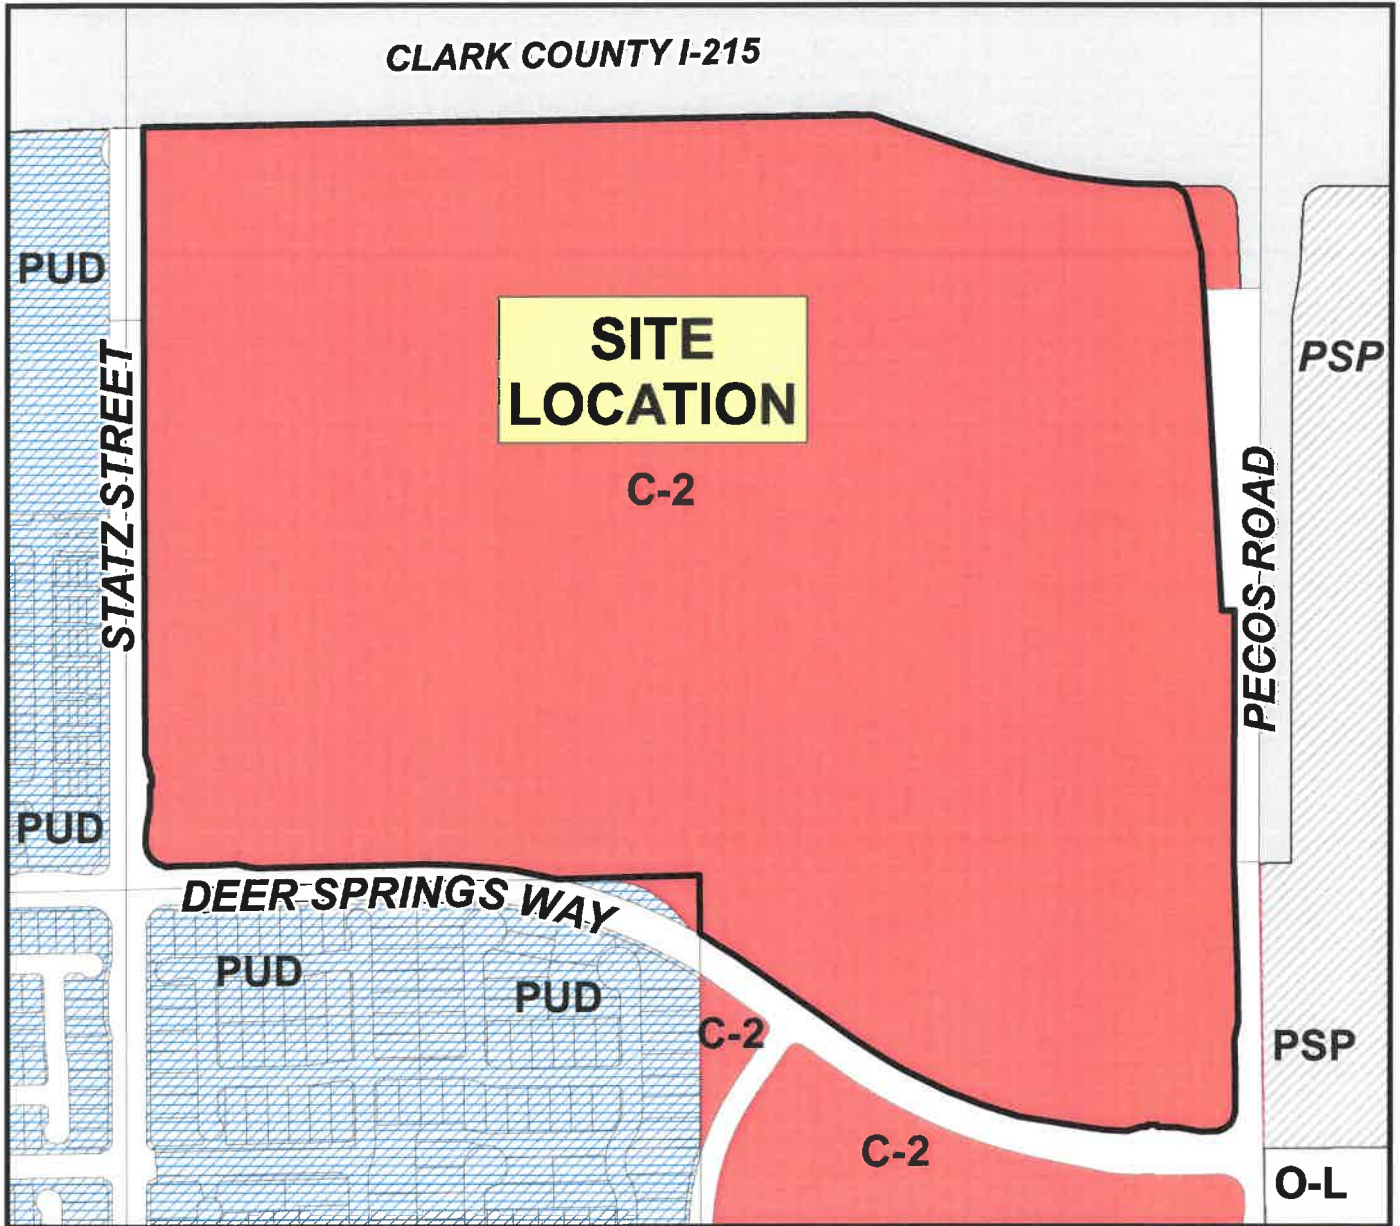 CLARK COUNTY I-215
PUD
SITE
LOCATION
PSP
STATZ STREET
C-2
PECOS ROAD
PUD
DEER SPRINGS WAY
PUD
PUD
C-2
PSP
C-2
O-L